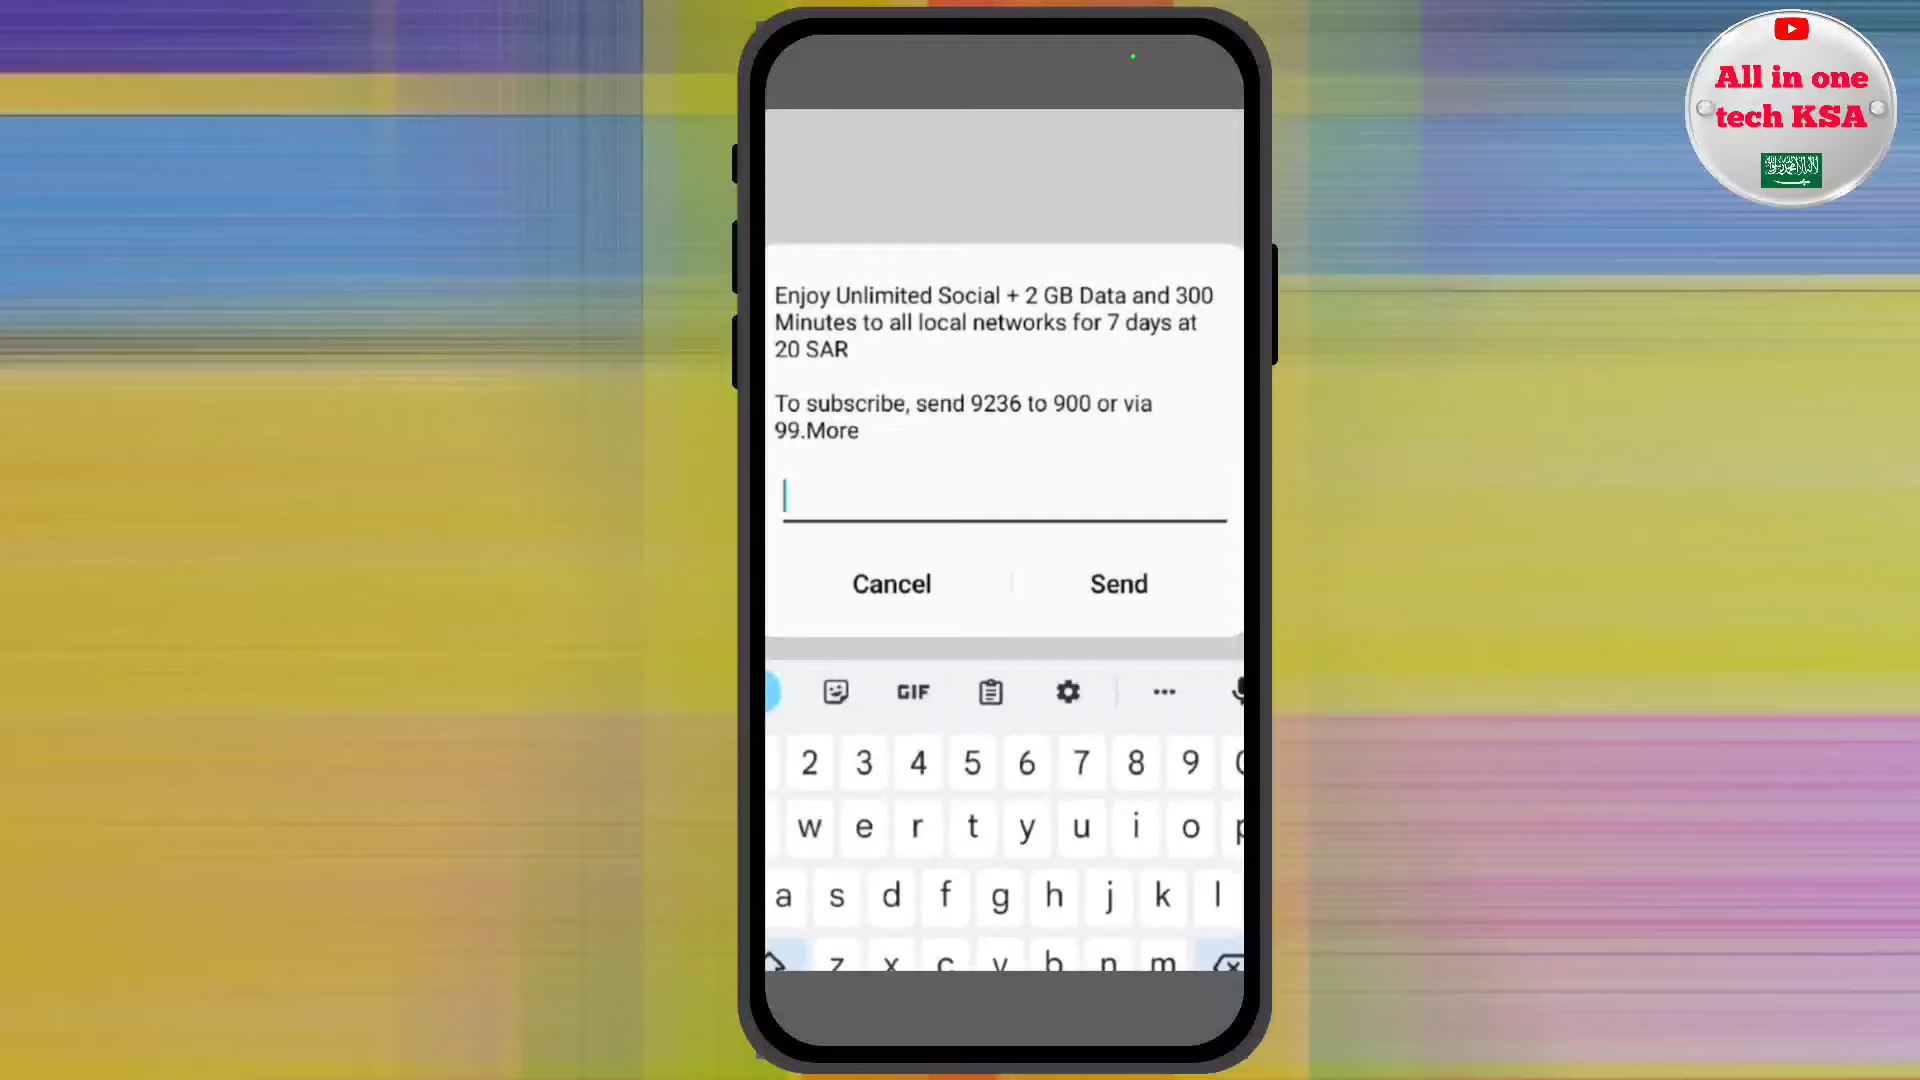 All in one
tech KSA
Enjoy Unlimited Social + 2 GB Data and 300
Minutes to all local networks for 7 days at
20 SAR
To subscribe, send 9236 to 900 or via
99.More
Cancel Send
GIF
2 3 4 5 6 7 8 9
w e r t y u i o p
a s d f g h j k l
z x c v b n m